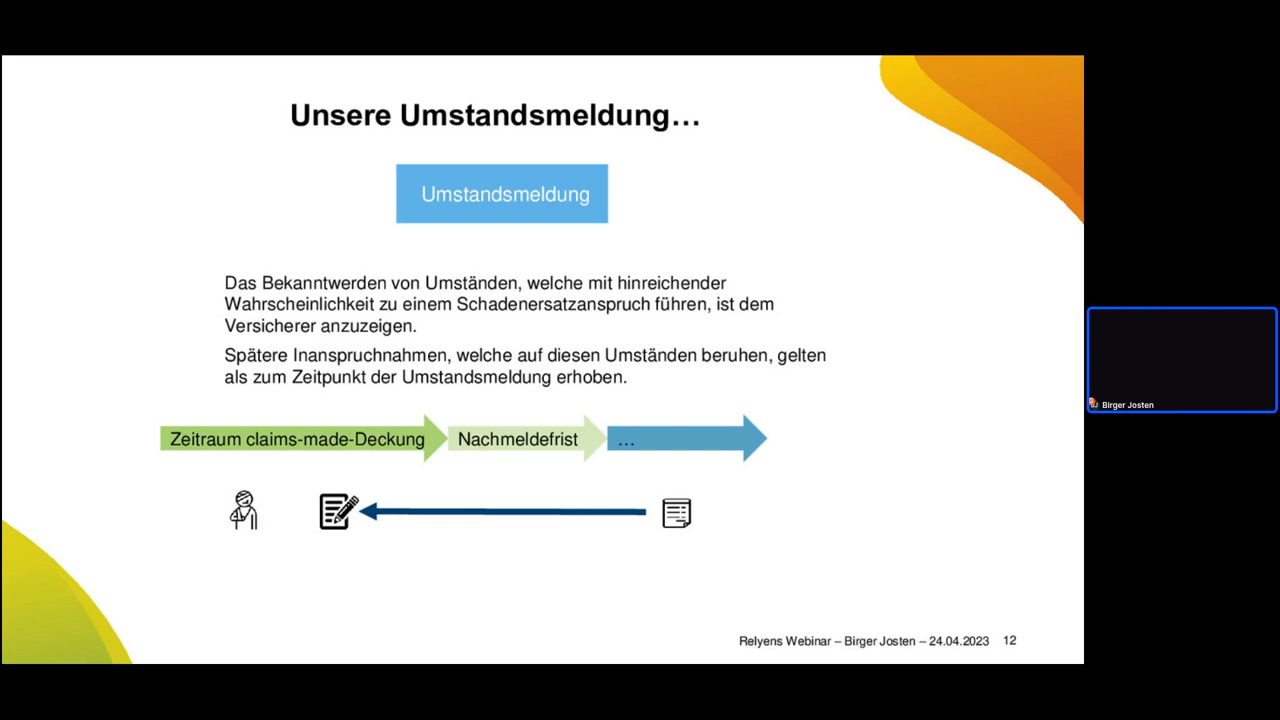 Unsere Umstandsmeldung…
Umstandsmeldung
Das Bekanntwerden von Umständen, welche mit hinreichender
Wahrscheinlichkeit zu einem Schadenersatzanspruch führen, ist dem
Versicherer anzuzeigen.
Spätere Inanspruchnahmen, welche auf diesen Umständen beruhen, gelten
als zum Zeitpunkt der Umstandsmeldung erhoben.
Zeitraum claims-made-Deckung
Nachmeldefrist
…
Birger Josten
Relyens Webinar – Birger Josten – 24.04.2023 12